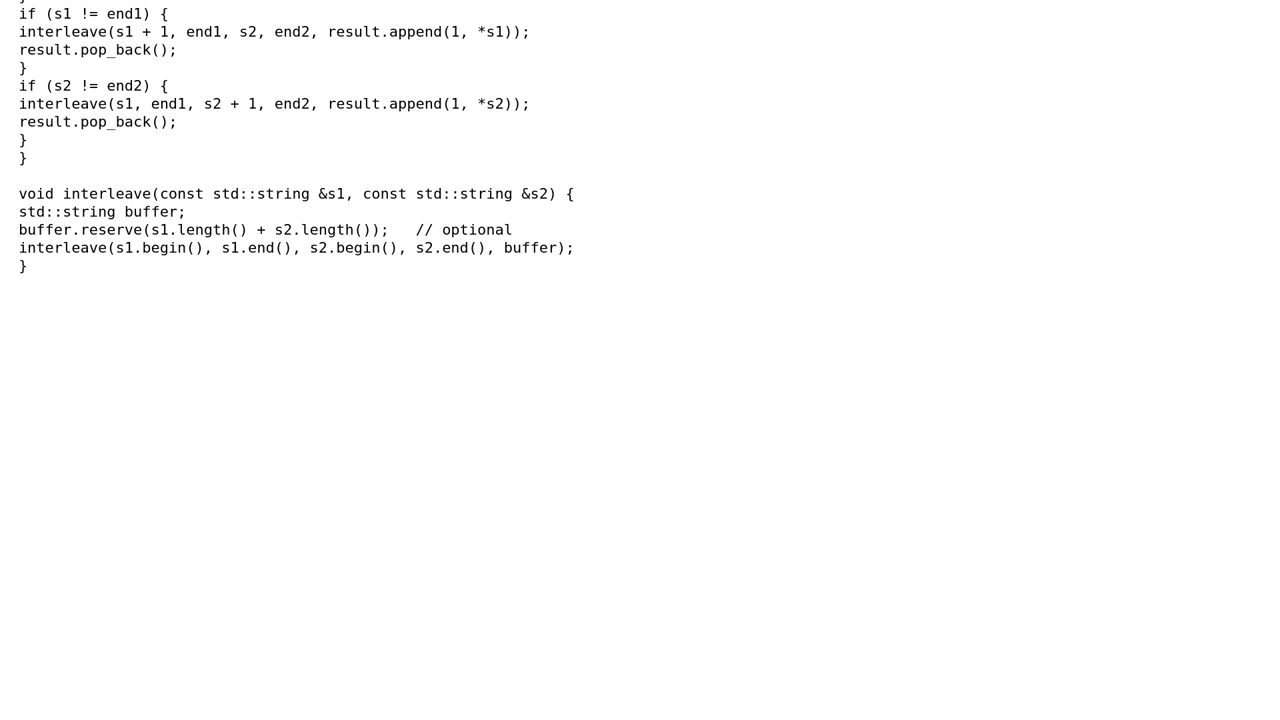 }
if (s1 != end1) {
interleave(s1 + 1, end1, s2, end2, result.append(1, *s1));
result.pop_back();
}
if (s2 != end2) {
interleave(s1, end1, s2 + 1, end2, result.append(1, *s2));
result.pop_back();
}
}

void interleave(const std::string &s1, const std::string &s2) {
std::string buffer;
buffer.reserve(s1.length() + s2.length());   // optional
interleave(s1.begin(), s1.end(), s2.begin(), s2.end(), buffer);
}